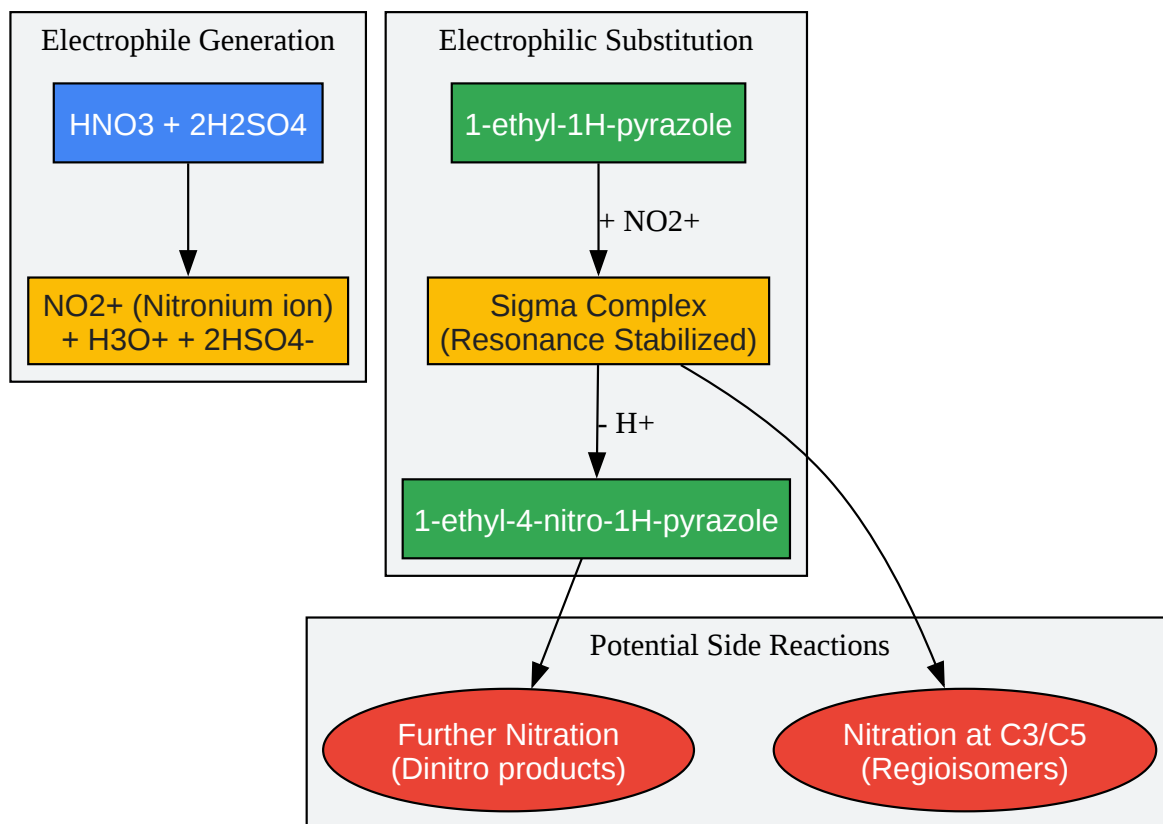 Electrophile Generation
HNO3 + 2H2SO4
NO2+ (Nitronium ion)
+ H3O+ + 2HSO4-
Electrophilic Substitution
1-ethyl-1H-pyrazole
+ NO2+
Sigma Complex
(Resonance Stabilized)
- H+
1-ethyl-4-nitro-1H-pyrazole
Potential Side Reactions
Further Nitration
(Dinitro products)
Nitration at C3/C5
(Regioisomers)